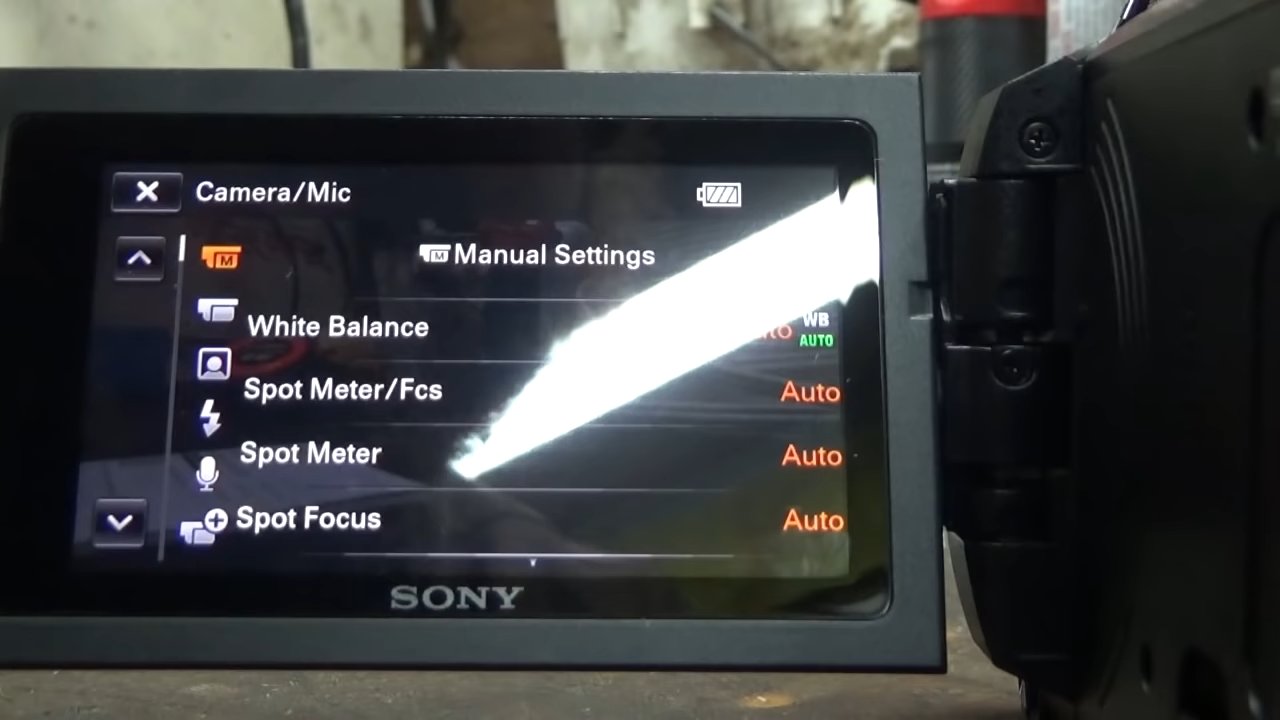 Camera/Mic
M Manual Settings
M
White Balance WB
AUTO
Spot Meter/Fcs Auto
Spot Meter Auto
Spot Focus Auto
SONY